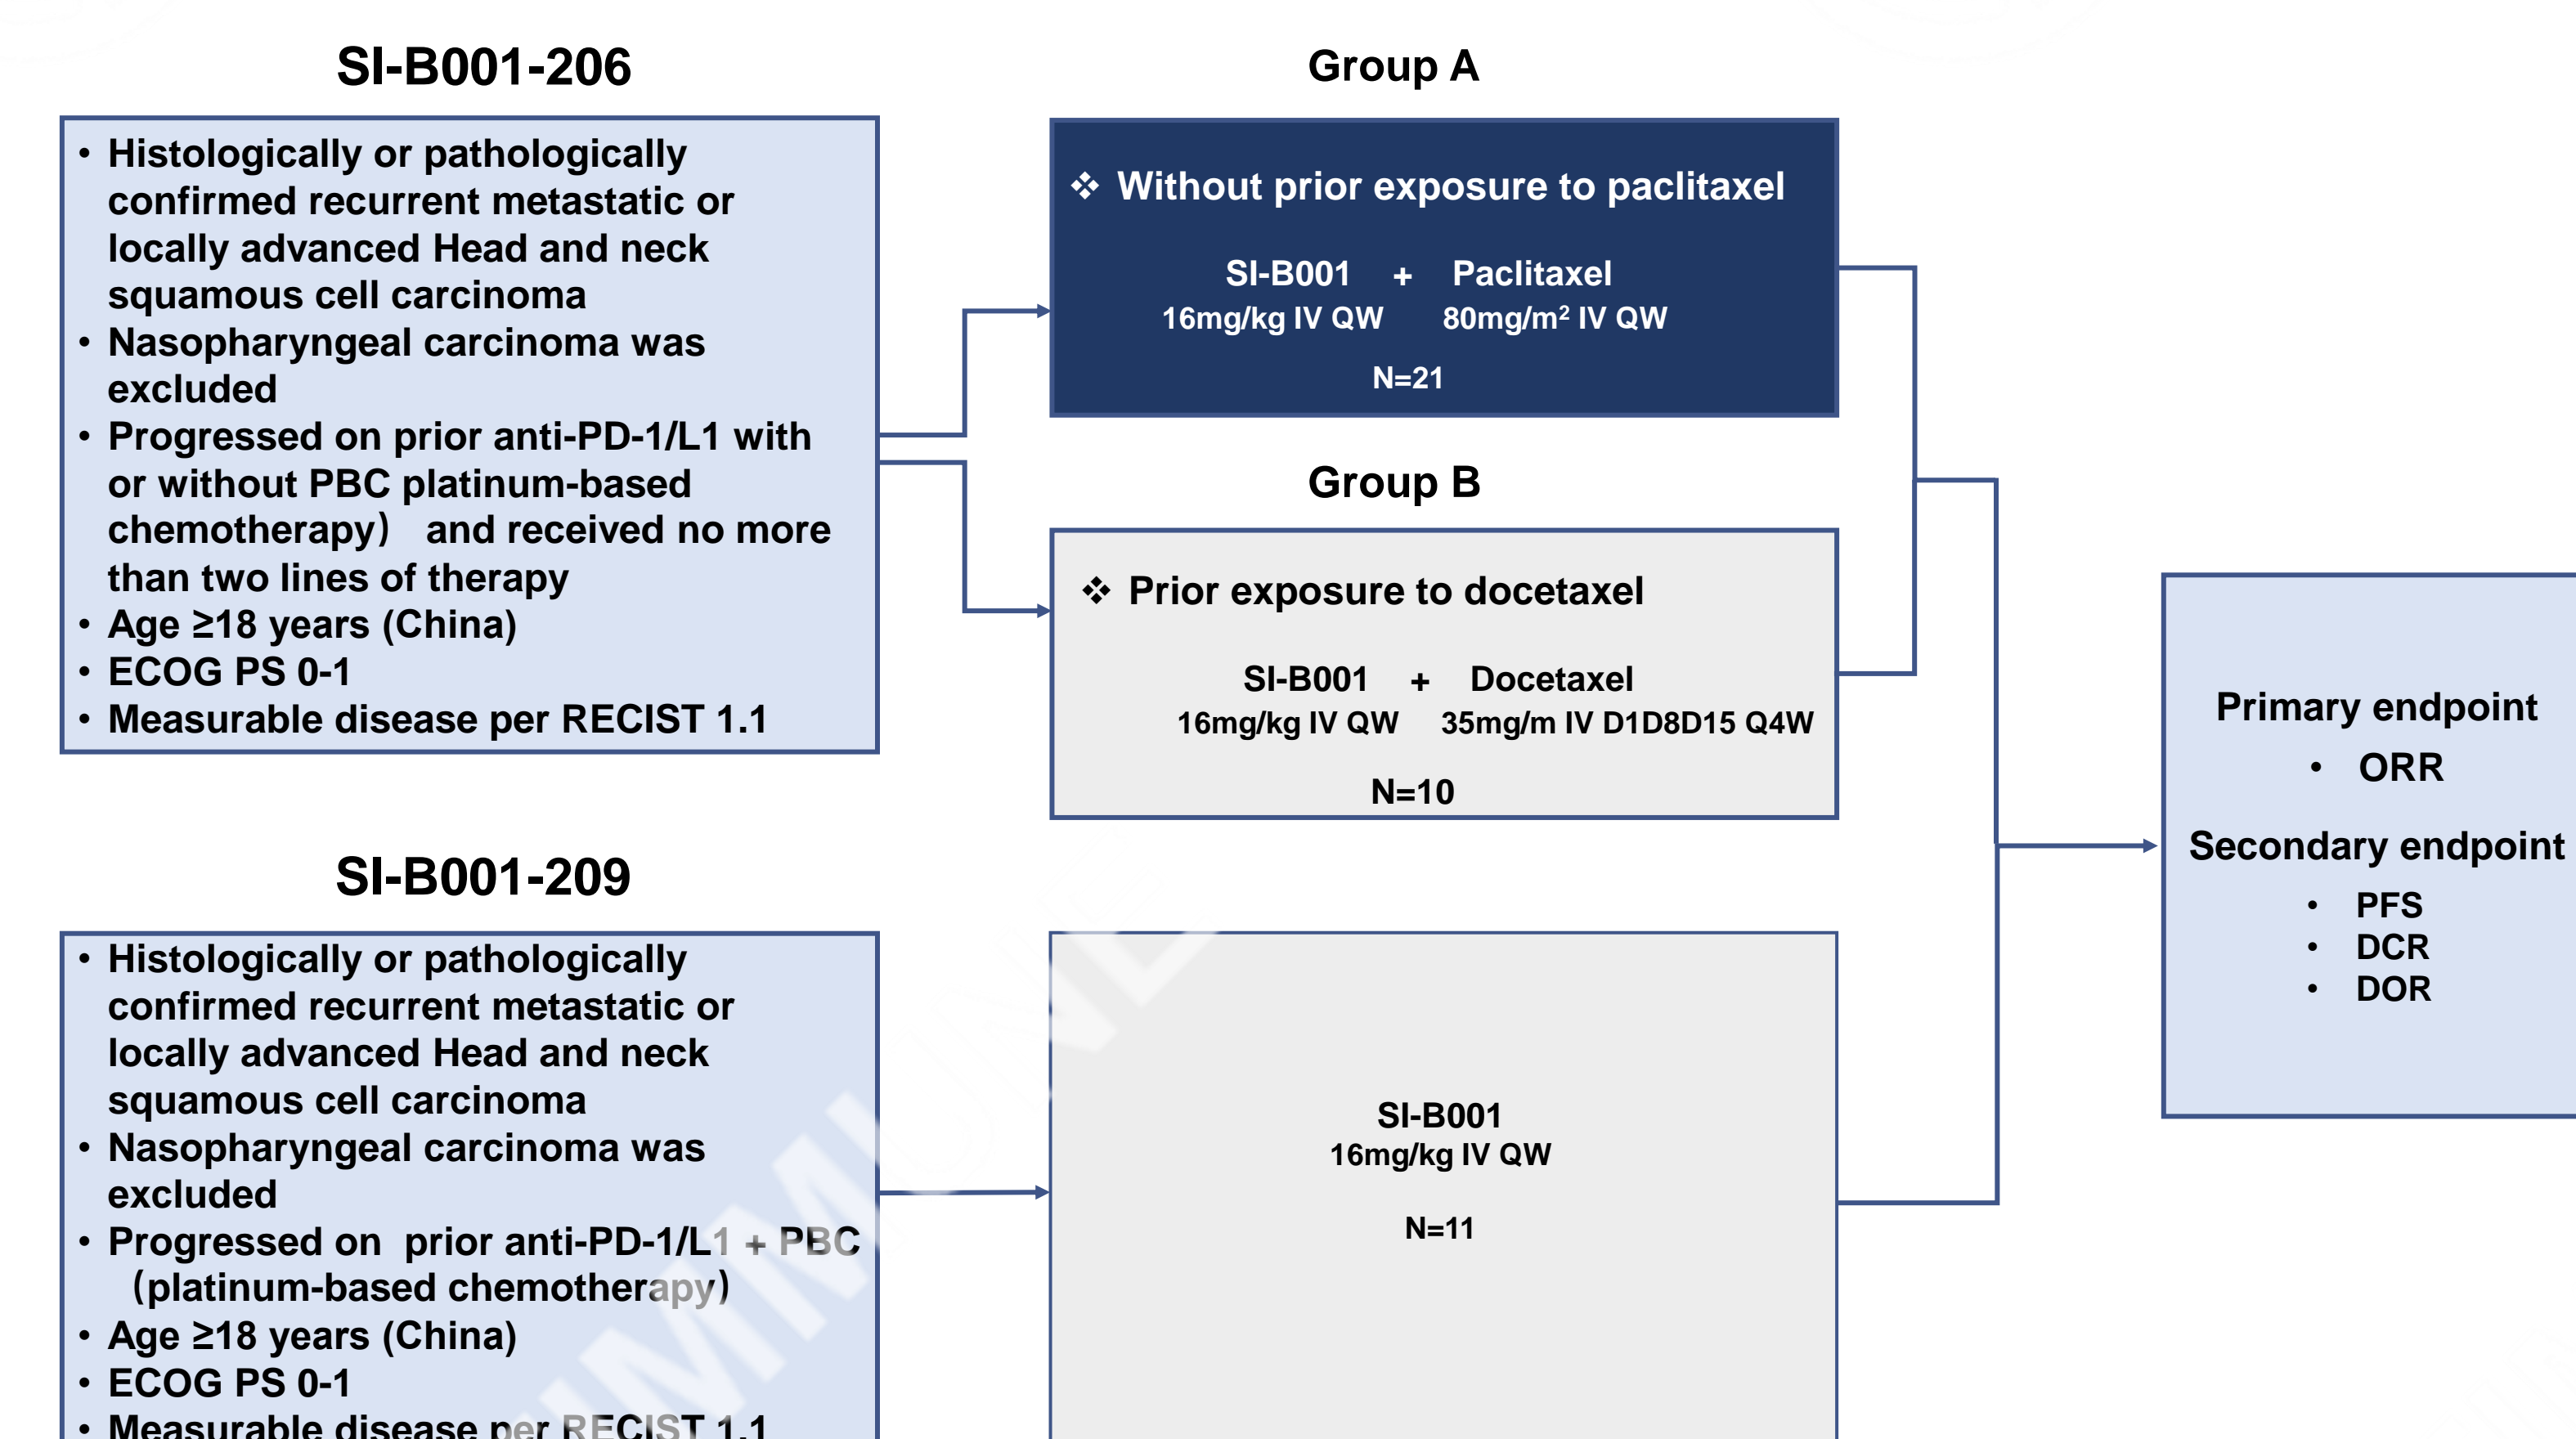 SI-B001-206
• Histologically or pathologically
confirmed recurrent metastatic or
locally advanced Head and neck
squamous cell carcinoma
• Nasopharyngeal carcinoma was
excluded
• Progressed on prior anti-PD-1/L1 with
or without PBC platinum-based
chemotherapy） and received no more
than two lines of therapy
• Age ≥18 years (China)
• ECOG PS 0-1
• Measurable disease per RECIST 1.1
Group A
❖ Without prior exposure to paclitaxel
SI-B001 + Paclitaxel
16mg/kg IV QW 80mg/m² IV QW
N=21
Group B
❖ Prior exposure to docetaxel
SI-B001 + Docetaxel
16mg/kg IV QW 35mg/m IV D1D8D15 Q4W
N=10
SI-B001-209
• Histologically or pathologically
confirmed recurrent metastatic or
locally advanced Head and neck
squamous cell carcinoma
• Nasopharyngeal carcinoma was
excluded
• Progressed on prior anti-PD-1/L1 + PBC
（platinum-based chemotherapy）
• Age ≥18 years (China)
• ECOG PS 0-1
• Measurable disease per RECIST 1.1
SI-B001
16mg/kg IV QW
N=11
Primary endpoint
• ORR
Secondary endpoint
• PFS
• DCR
• DOR